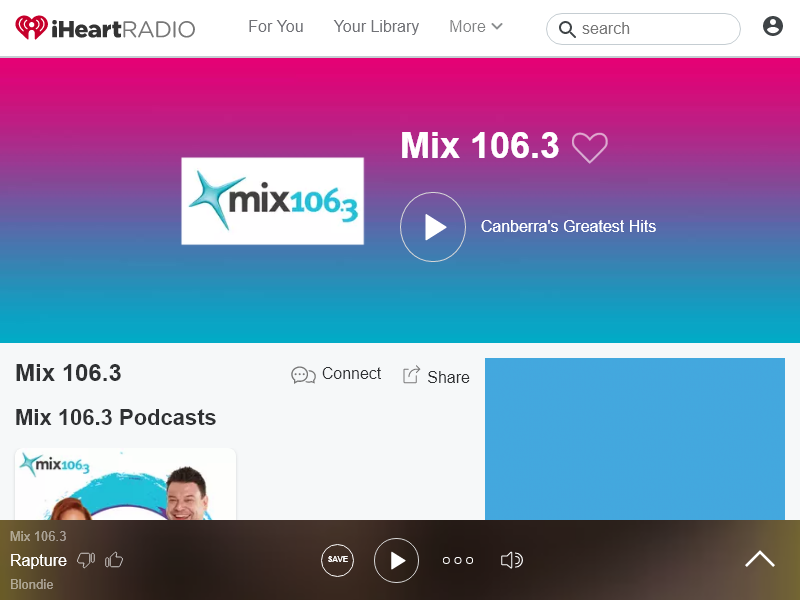 iHeartRADIO
For You
Your Library
More
search
Mix 106.3
mix106.3
Canberra's Greatest Hits
Mix 106.3
Connect
Share
Mix 106.3 Podcasts
mix106.3
Mix 106.3
Rapture
Blondie
SAVE